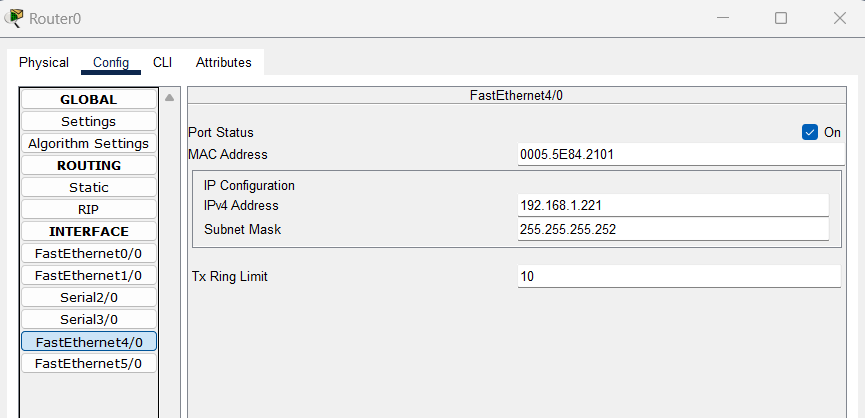 Router0
Physical Config CLI Attributes
GLOBAL
Settings
Algorithm Settings
ROUTING
Static
RIP
INTERFACE
FastEthernet0/0
FastEthernet1/0
Serial2/0
Serial3/0
FastEthernet4/0
FastEthernet5/0
FastEthernet4/0
Port Status On
MAC Address 0005.5E84.2101
IP Configuration
IPv4 Address 192.168.1.221
Subnet Mask 255.255.255.252
Tx Ring Limit 10